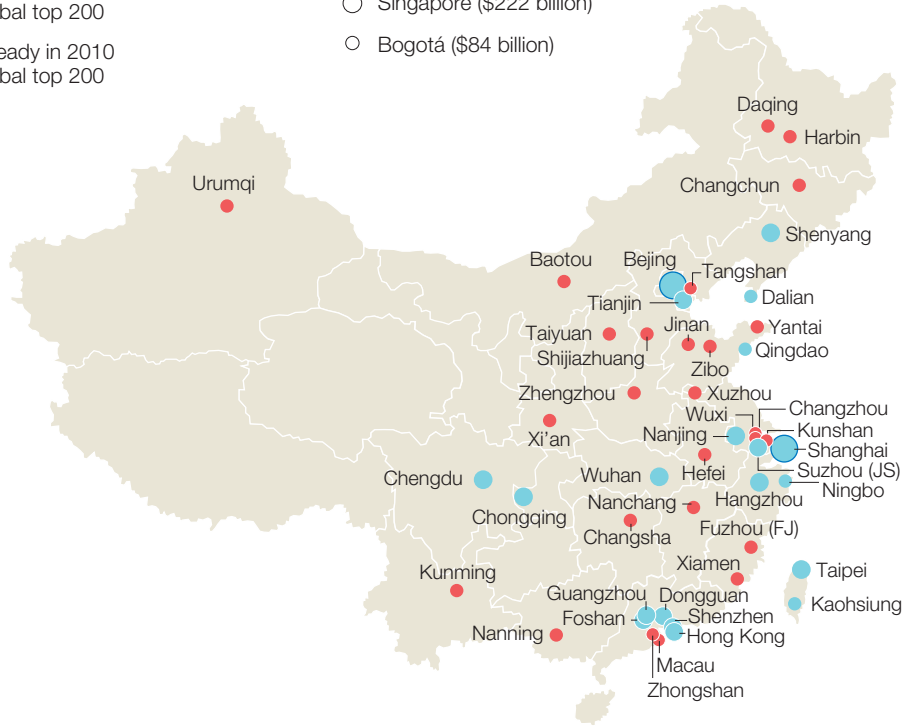 bal top 200
eady in 2010
bal top 200
Singapore ($222 billion)
Bogotá ($84 billion)
Daqing
Harbin
Changchun
Urumqi
Shenyang
Baotou
Bejing
Tangshan
Tianjin
Dalian
Taiyuan
Jinan
Yantai
Shijiazhuang
Qingdao
Zibo
Zhengzhou
Xuzhou
Wuxi
Changzhou
Xi'an
Nanjing
Kunshan
Shanghai
Chengdu
Wuhan
Hefei
Suzhou (JS)
Hangzhou
Ningbo
Chongqing
Nanchang
Changsha
Fuzhou (FJ)
Xiamen
Kunming
Taipei
Guangzhou
Dongguan
Kaohsiung
Foshan
Shenzhen
Nanning
Hong Kong
Macau
Zhongshan